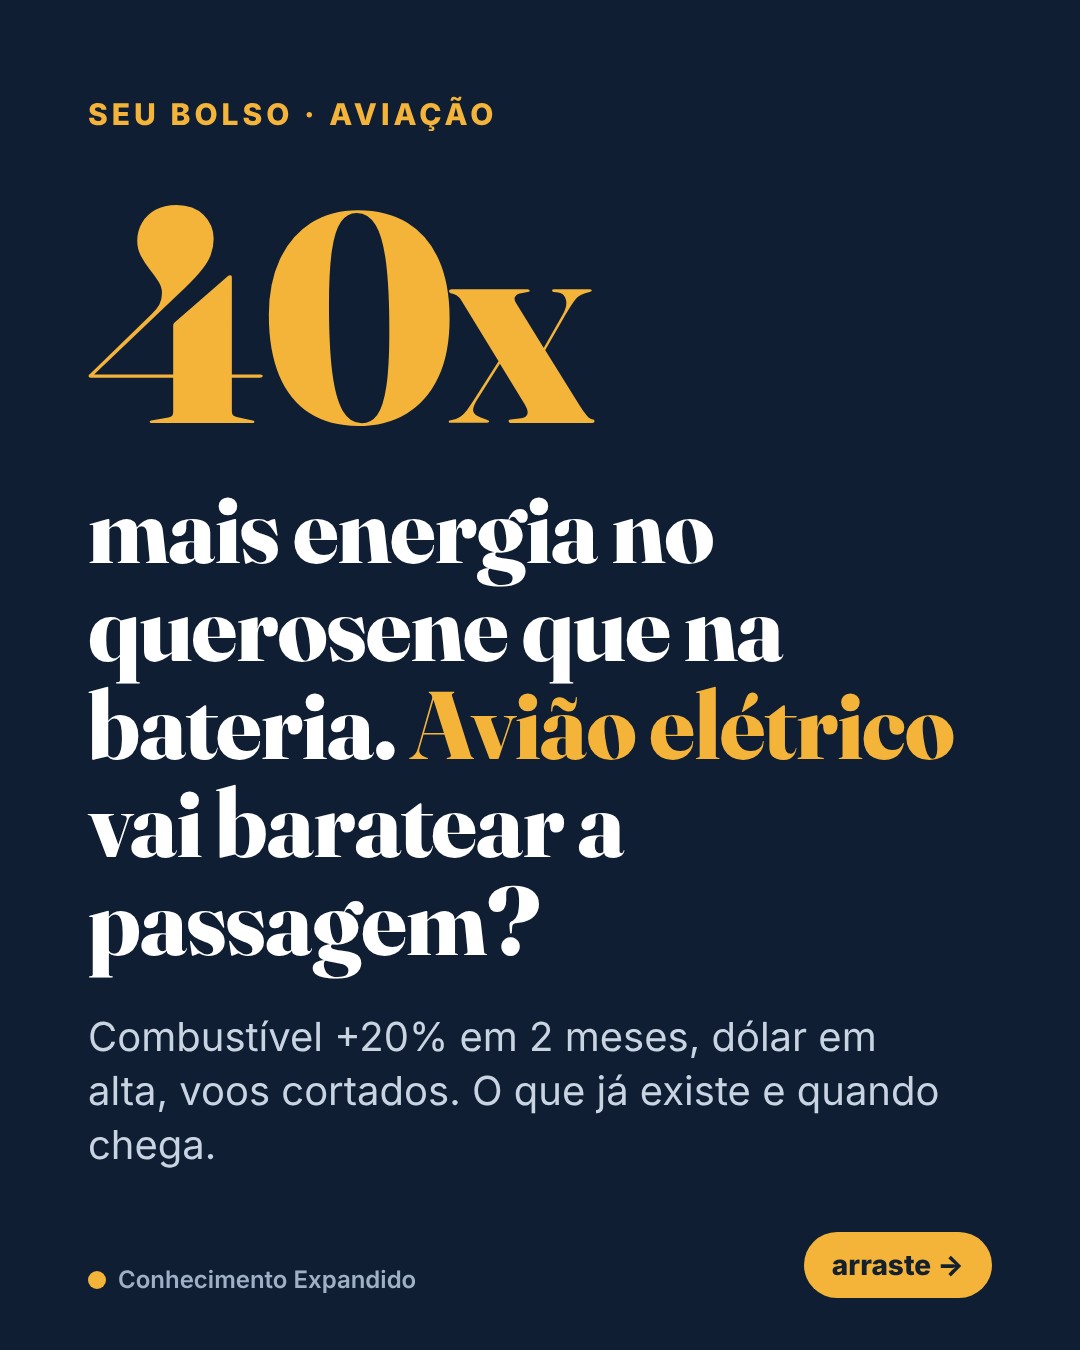 SEU BOLSO · AVIAÇÃO
40x
mais energia no
querosene que na
bateria. Avião elétrico
vai baratear a
passagem?
Combustível +20% em 2 meses, dólar em
alta, voos cortados. O que já existe e quando
chega.
Conhecimento Expandido
arraste →